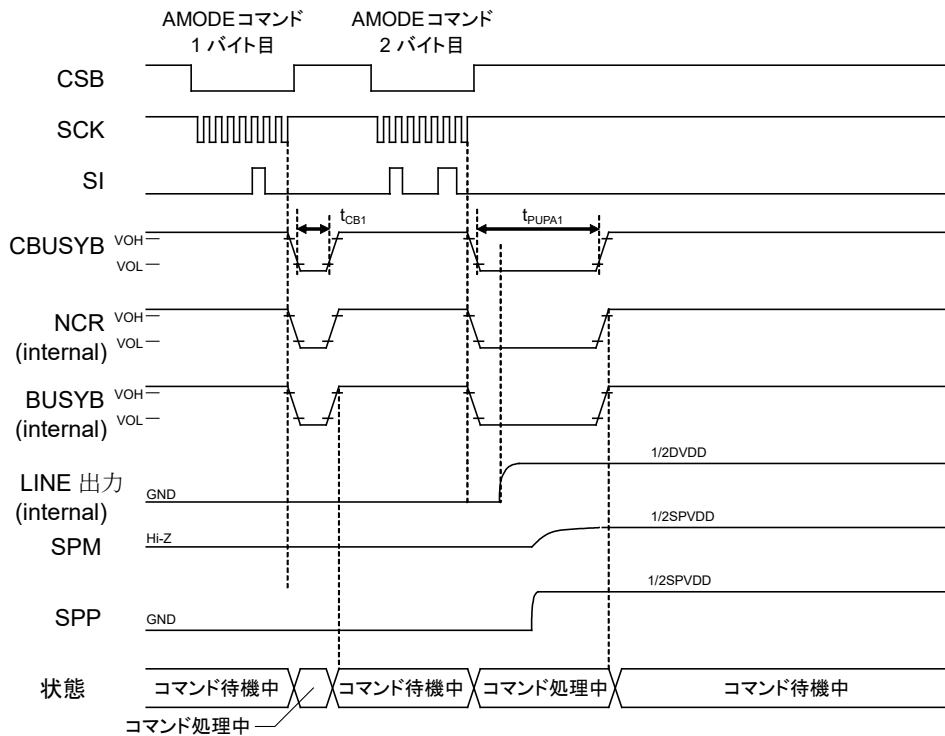 AMODEコマンド
1 バイト目
AMODEコマンド
2 バイト目
CSB
SCK
SI
tCB1
tPUPA1
CBUSYB
VOH
VOL
NCR
(internal)
VOH
VOL
BUSYB
(internal)
VOH
VOL
LINE 出力
(internal)
GND
1/2DVDD
SPM
Hi-Z
1/2SPVDD
SPP
GND
1/2SPVDD
状態
コマンド待機中
コマンド待機中
コマンド処理中
コマンド待機中
コマンド処理中